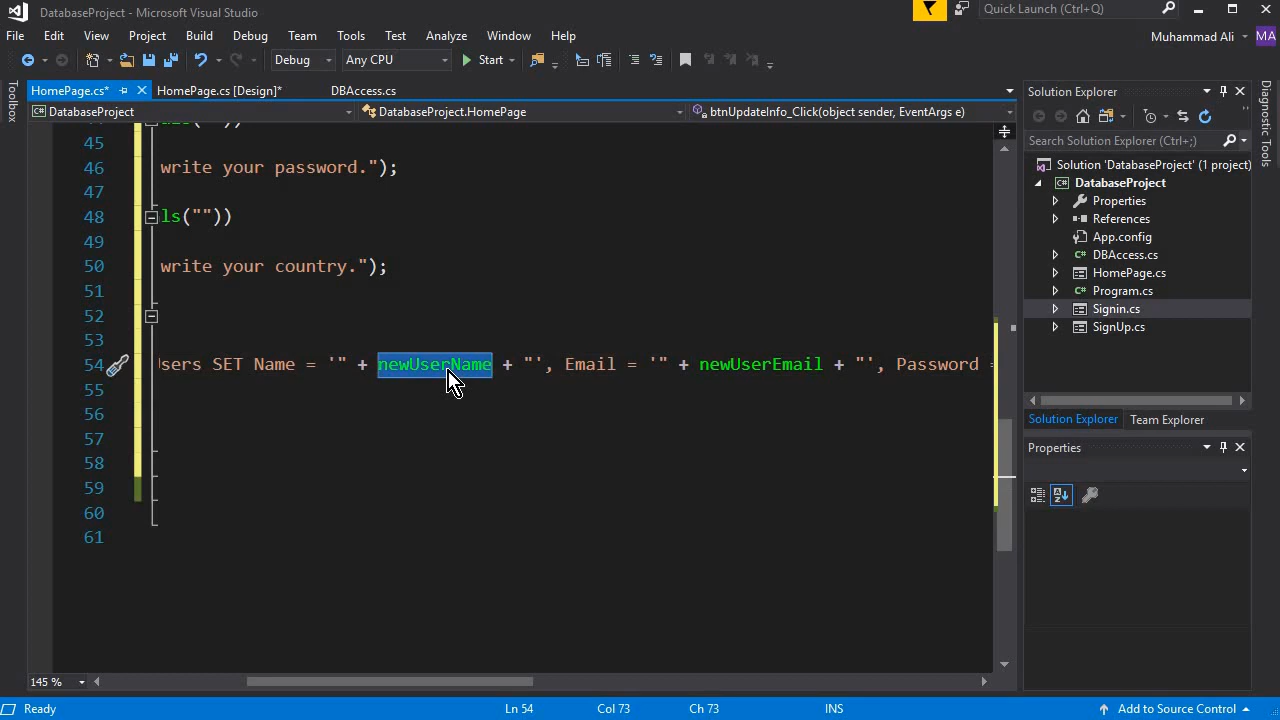 DatabaseProject - Microsoft Visual Studio
Quick Launch (Ctrl+Q)
File Edit View Project Build Debug Team Tools Test Analyze Window Help
Muhammad Ali MA
Debug Any CPU Start
Toolbox
HomePage.cs* HomePage.cs [Design]* DBAccess.cs
DatabaseProject DatabaseProject.HomePage btnUpdateInfo_Click(object sender, EventArgs e)
45
46 write your password.");
47
48 ls(""))
49
50 write your country.");
51
52
53
54 sers SET Name = '" + newUserName + "', Email = '" + newUserEmail + "', Password =
55
56
57
58
59
60
61
145 %
Solution Explorer
Search Solution Explorer (Ctrl+;)
Solution 'DatabaseProject' (1 project)
DatabaseProject
Properties
References
App.config
DBAccess.cs
HomePage.cs
Program.cs
Signin.cs
SignUp.cs
Solution Explorer Team Explorer
Properties
Diagnostic Tools
Ready Ln 54 Col 73 Ch 73 INS Add to Source Control